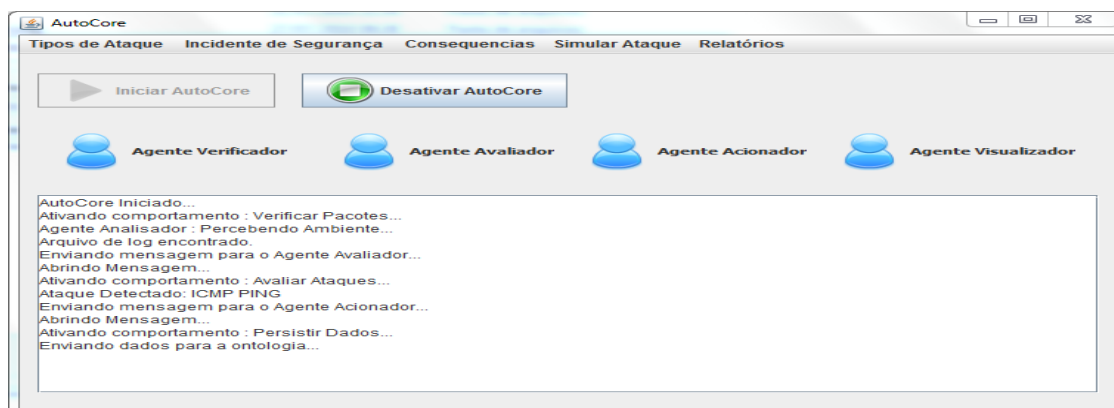 AutoCore
Tipos de Ataque Incidente de Segurança Consequencias Simular Ataque Relatórios
Iniciar AutoCore Desativar AutoCore
Agente Verificador Agente Avaliador Agente Acionador Agente Visualizador
AutoCore Iniciado...
Ativando comportamento : Verificar Pacotes...
Agente Analisador : Percebendo Ambiente...
Arquivo de log encontrado.
Enviando mensagem para o Agente Avaliador...
Abrindo Mensagem...
Ativando comportamento : Avaliar Ataques...
Ataque Detectado: ICMP PING
Enviando mensagem para o Agente Acionador...
Abrindo Mensagem...
Ativando comportamento : Persistir Dados...
Enviando dados para a ontologia...